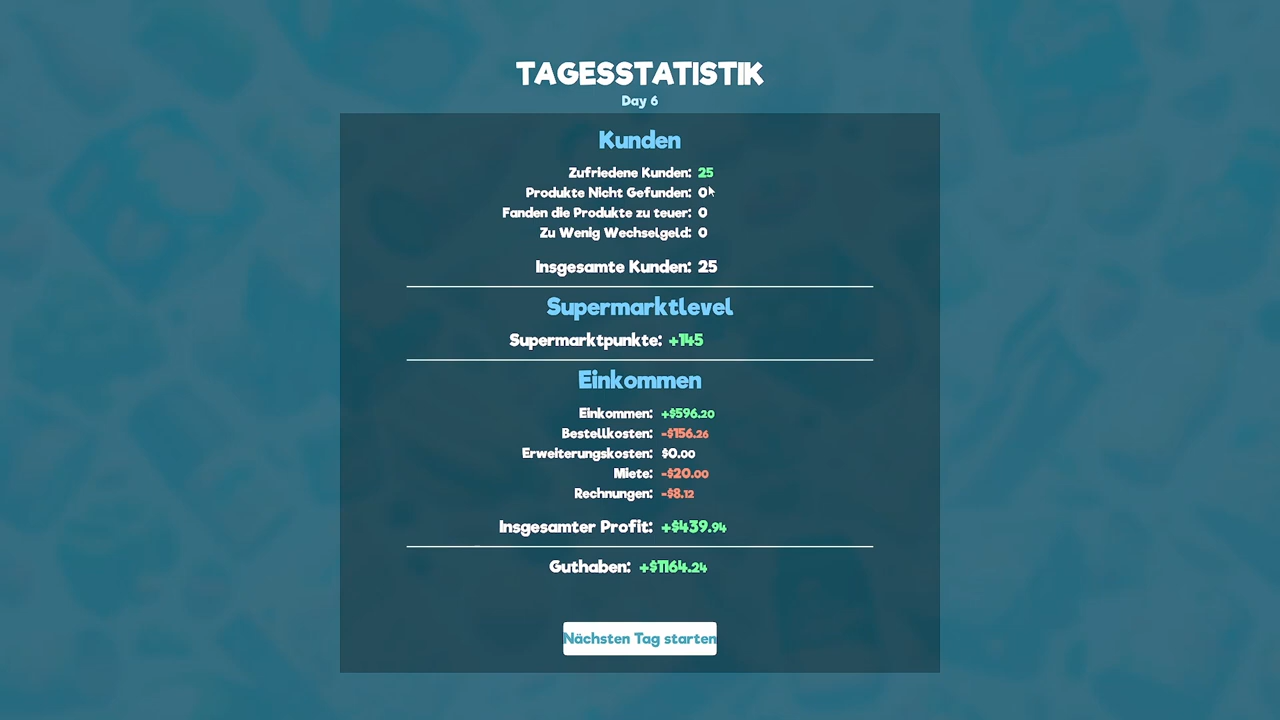 TAGESSTATISTIK
Day 6
Kunden
Zufriedene Kunden: 25
Produkte Nicht Gefunden: 0
Fanden die Produkte zu teuer: 0
Zu Wenig Wechselgeld: 0
Insgesamte Kunden: 25
Supermarktlevel
Supermarktpunkte: +145
Einkommen
Einkommen: +$596.20
Bestellkosten: -$156.26
Erweiterungskosten: $0.00
Miete: -$20.00
Rechnungen: -$8.12
Insgesamter Profit: +$439.94
Guthaben: +$1164.24
Nächsten Tag starten